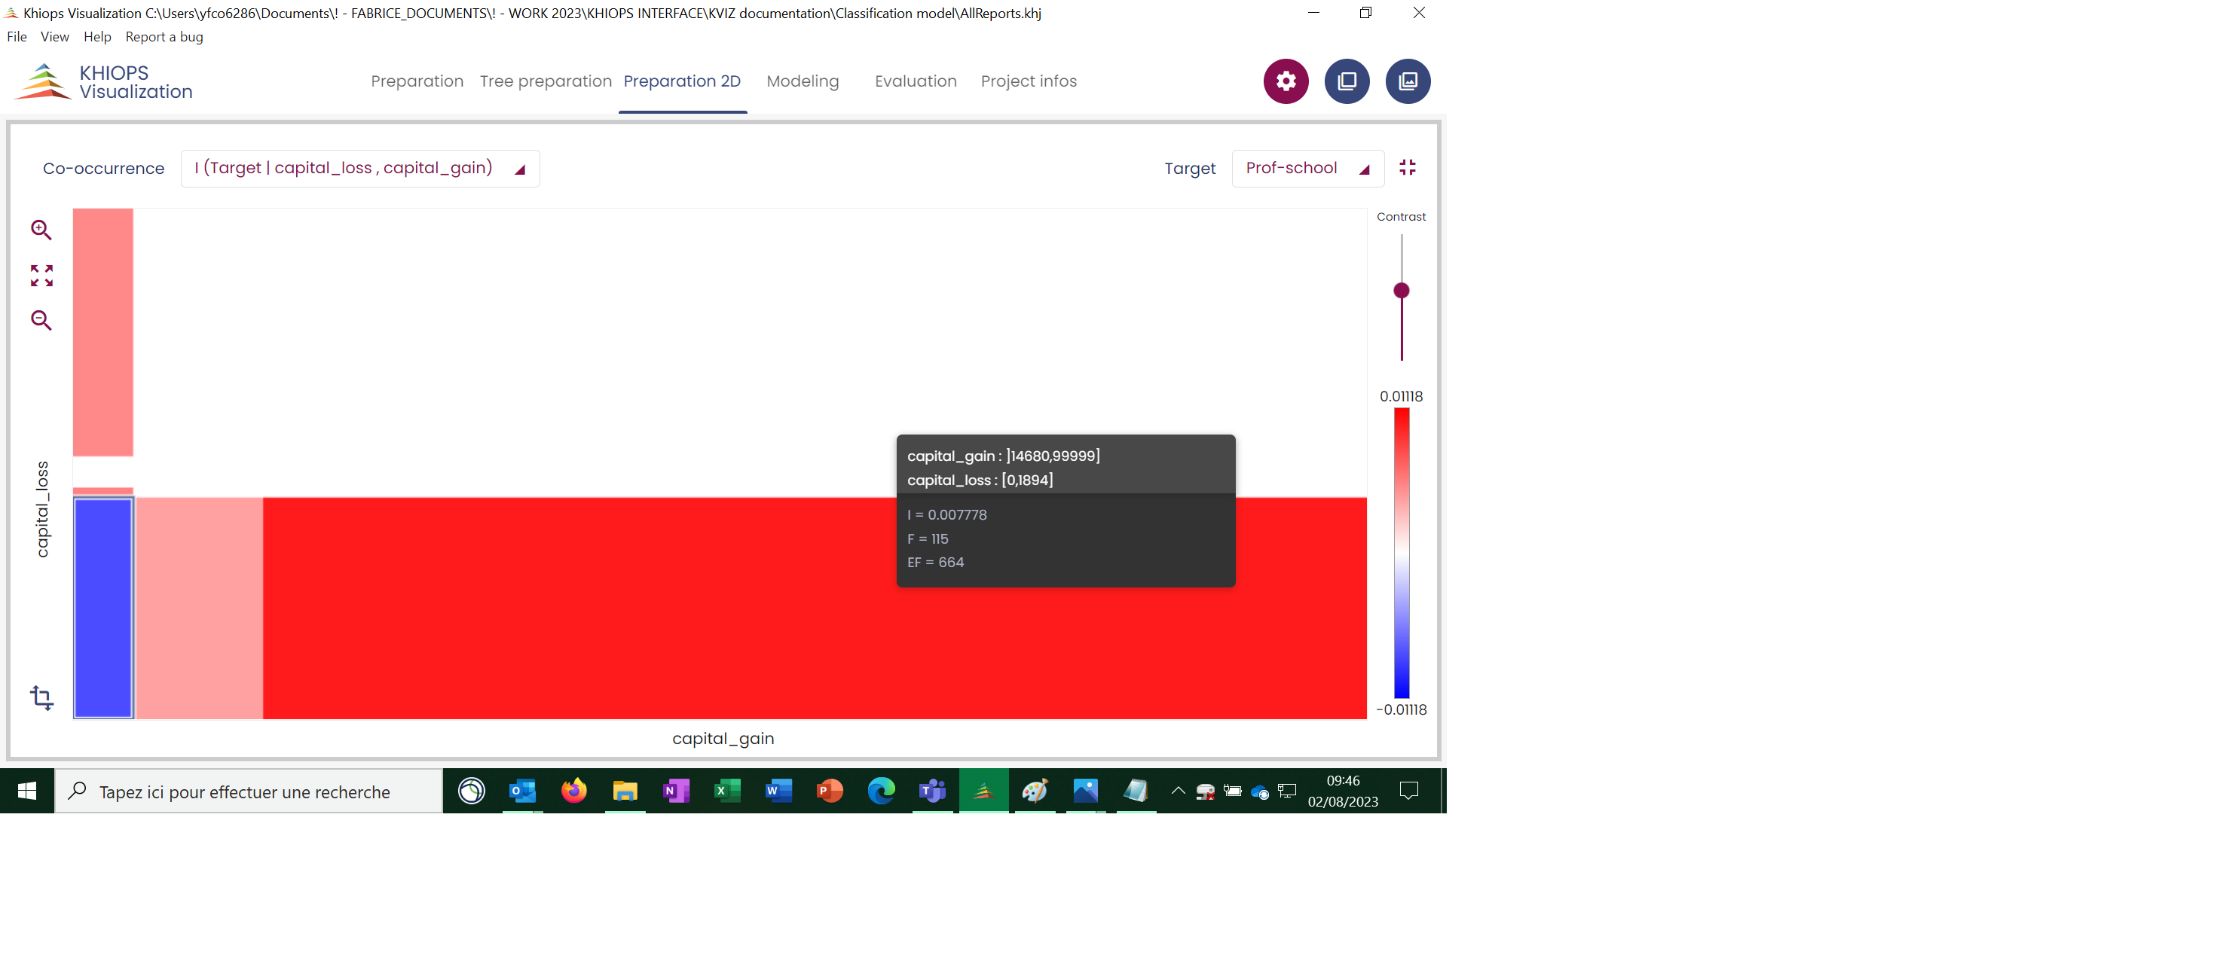 Khiops Visualization C:\Users\yfco6286\Documents\! - FABRICE_DOCUMENTS\! - WORK 2023\KHIOPS INTERFACE\KVIZ documentation\Classification model\AllReports.khj
File View Help Report a bug
KHIOPS
Visualization
Preparation Tree preparation Preparation 2D Modeling Evaluation Project infos
Co-occurrence I (Target | capital_loss , capital_gain) Target Prof-school
Contrast
0.01118
capital_loss
capital_gain : ]14680,99999]
capital_loss : [0,1894]
I = 0.007778
F = 115
EF = 664
-0.01118
capital_gain
Tapez ici pour effectuer une recherche
09:46
02/08/2023